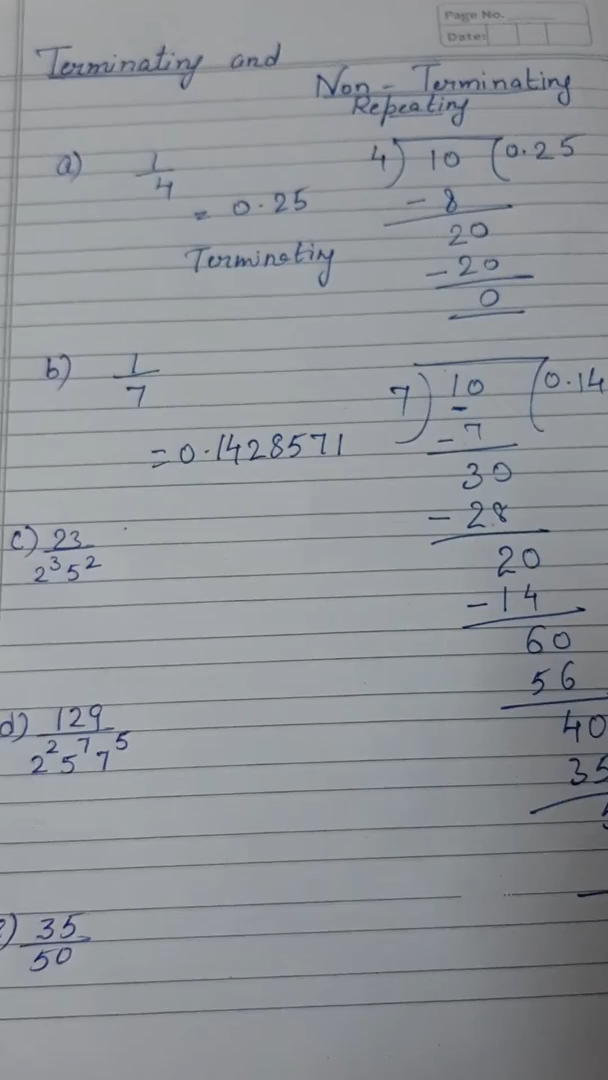 Page No.
Date:
Terminating and
Non - Terminating
Repeating
a) 1/4
= 0.25
Terminating
4) 10 (0.25
- 8
20
- 20
0
b) 1/7
= 0.1428571
7) 10 (0.14
- 7
30
- 28
20
- 14
60
56
40
35
c) 23
2³5²
d) 129
2²5⁷7⁵
35
50